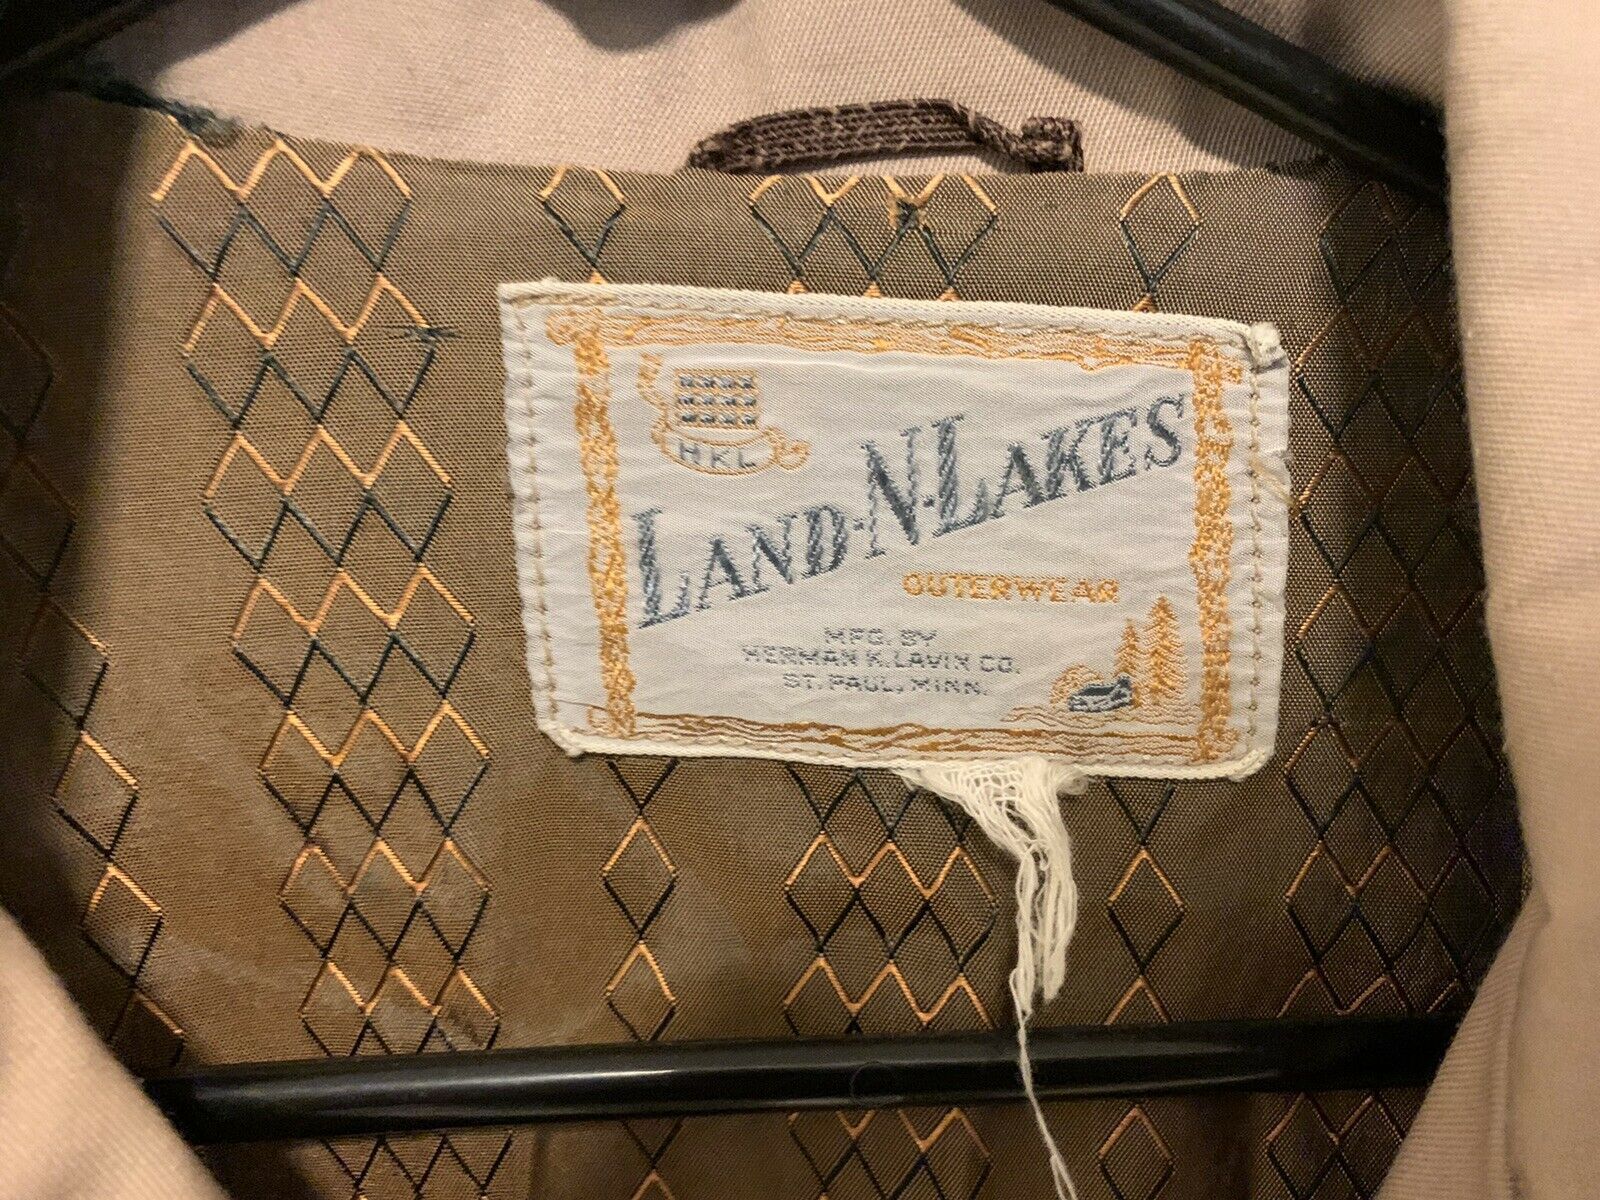 HKL
LAND-N-LAKES
OUTERWEAR
MFG. BY
HERMAN K. LAVIN CO.
ST. PAUL, MINN.